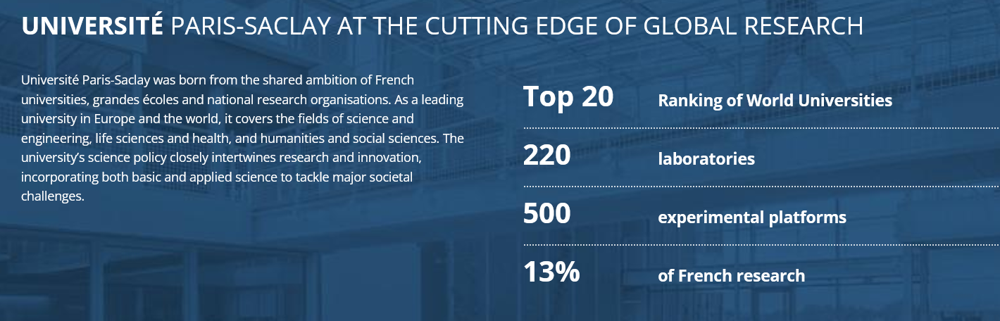 UNIVERSITÉ PARIS-SACLAY AT THE CUTTING EDGE OF GLOBAL RESEARCH
Université Paris-Saclay was born from the shared ambition of French
universities, grandes écoles and national research organisations. As a leading
university in Europe and the world, it covers the fields of science and
engineering, life sciences and health, and humanities and social sciences. The
university’s science policy closely intertwines research and innovation,
incorporating both basic and applied science to tackle major societal
challenges.
Top 20 Ranking of World Universities
220 laboratories
500 experimental platforms
13% of French research